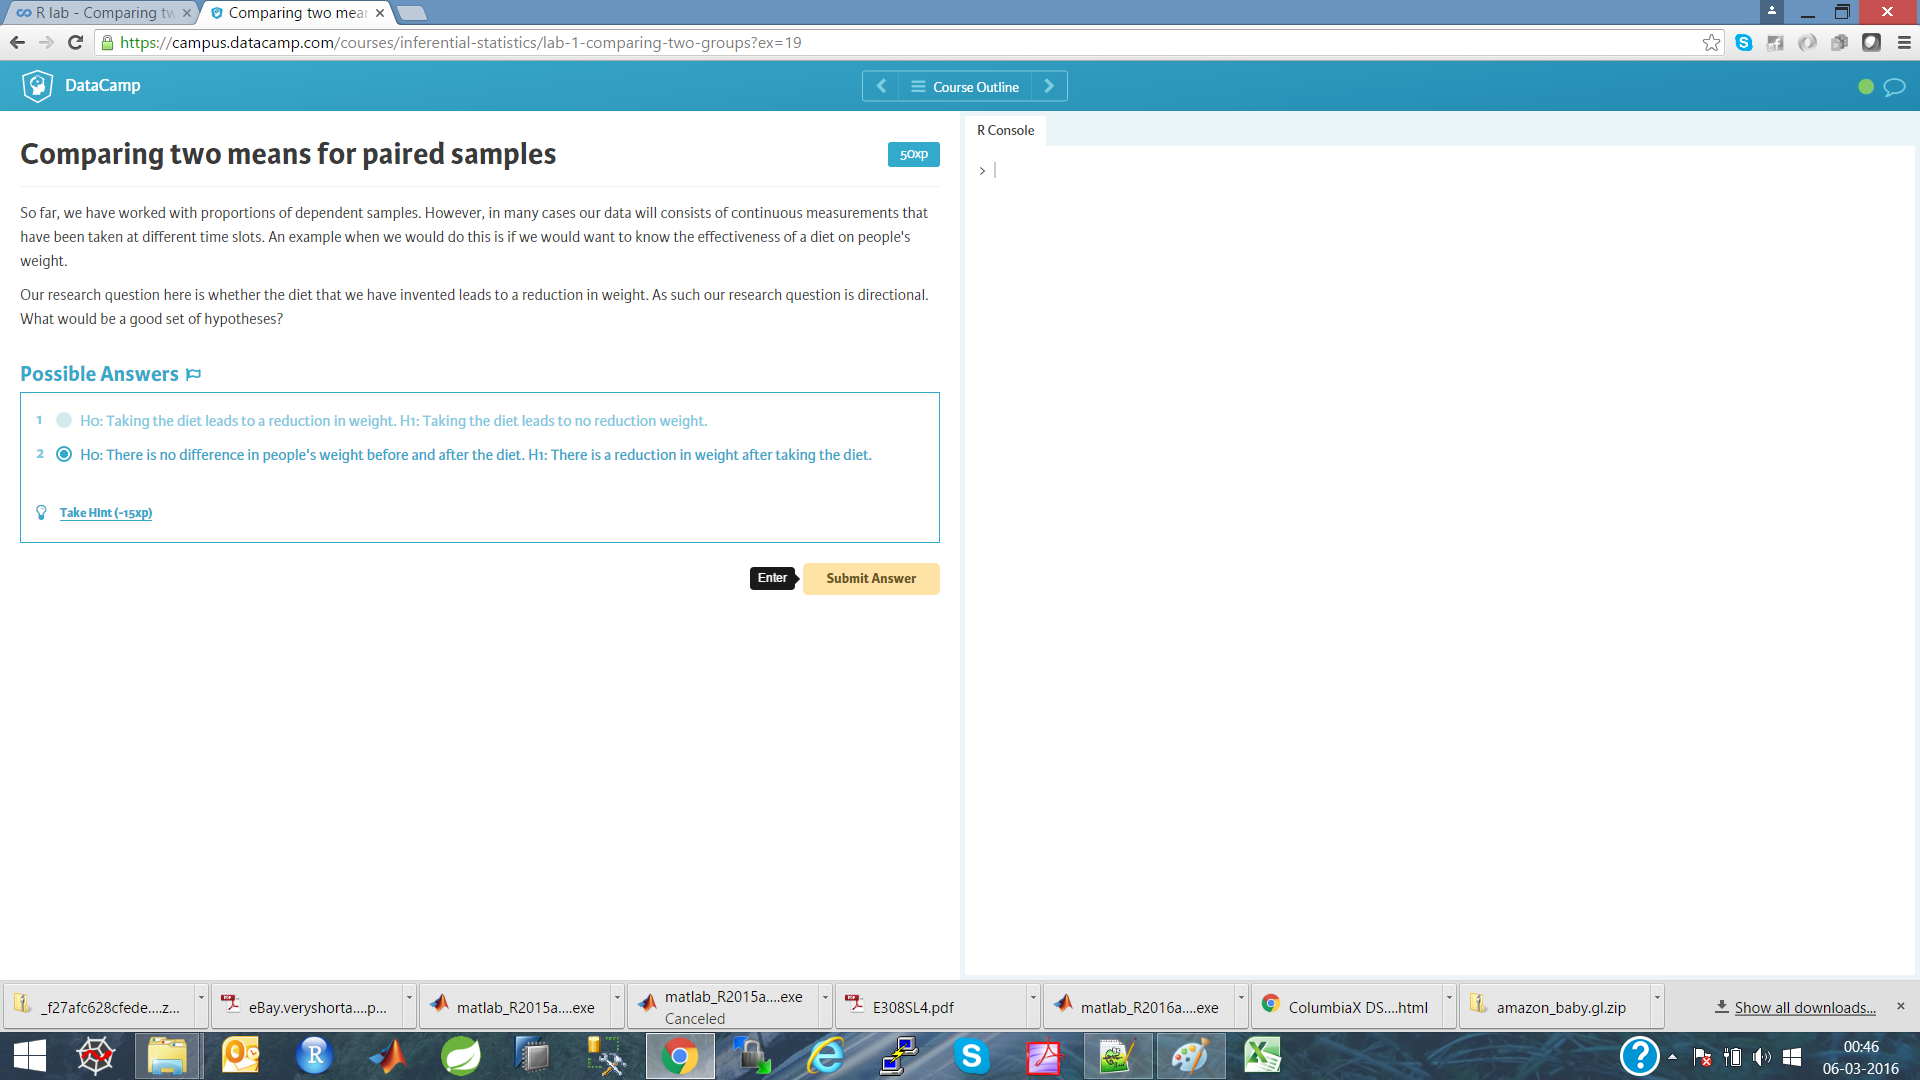 R lab - Comparing tw
Comparing two mea
https://campus.datacamp.com/courses/inferential-statistics/lab-1-comparing-two-groups?ex=19
DataCamp
Course Outline
Comparing two means for paired samples
50xp
So far, we have worked with proportions of dependent samples. However, in many cases our data will consists of continuous measurements that
have been taken at different time slots. An example when we would do this is if we would want to know the effectiveness of a diet on people's
weight.
Our research question here is whether the diet that we have invented leads to a reduction in weight. As such our research question is directional.
What would be a good set of hypotheses?
Possible Answers
1 H0: Taking the diet leads to a reduction in weight. H1: Taking the diet leads to no reduction weight.
2 H0: There is no difference in people's weight before and after the diet. H1: There is a reduction in weight after taking the diet.
Take Hint (-15xp)
Enter
Submit Answer
R Console
>
_f27afc628cfede....z...
eBay.veryshorta....p...
matlab_R2015a....exe
matlab_R2015a....exe
Canceled
E308SL4.pdf
matlab_R2016a....exe
ColumbiaX DS....html
amazon_baby.gl.zip
Show all downloads...
00:46
06-03-2016